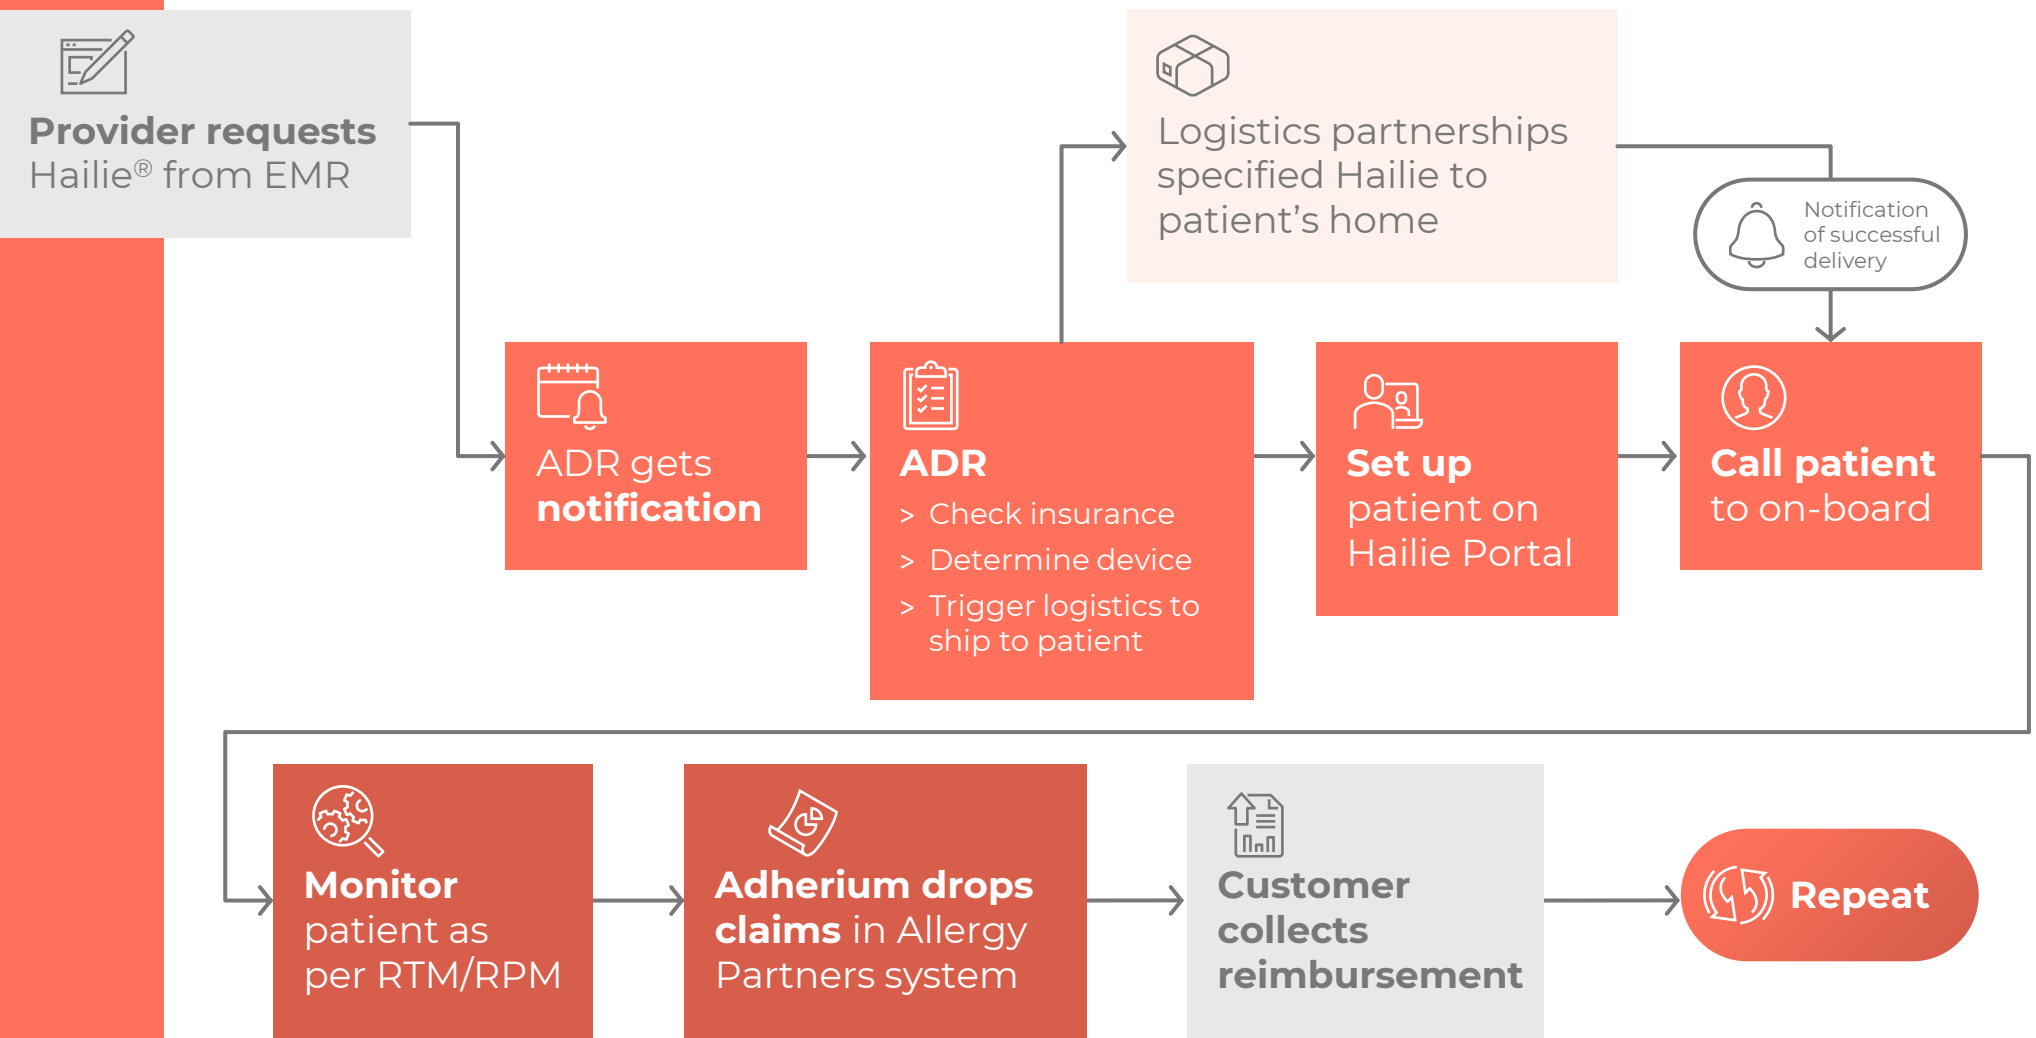 Provider requests
Hailie® from EMR
Logistics partnerships
specified Hailie to
patient’s home
Notification
of successful
delivery
ADR gets
notification
ADR
> Check insurance
> Determine device
> Trigger logistics to
ship to patient
Set up
patient on
Hailie Portal
Call patient
to on-board
Monitor
patient as
per RTM/RPM
Adherium drops
claims in Allergy
Partners system
Customer
collects
reimbursement
Repeat